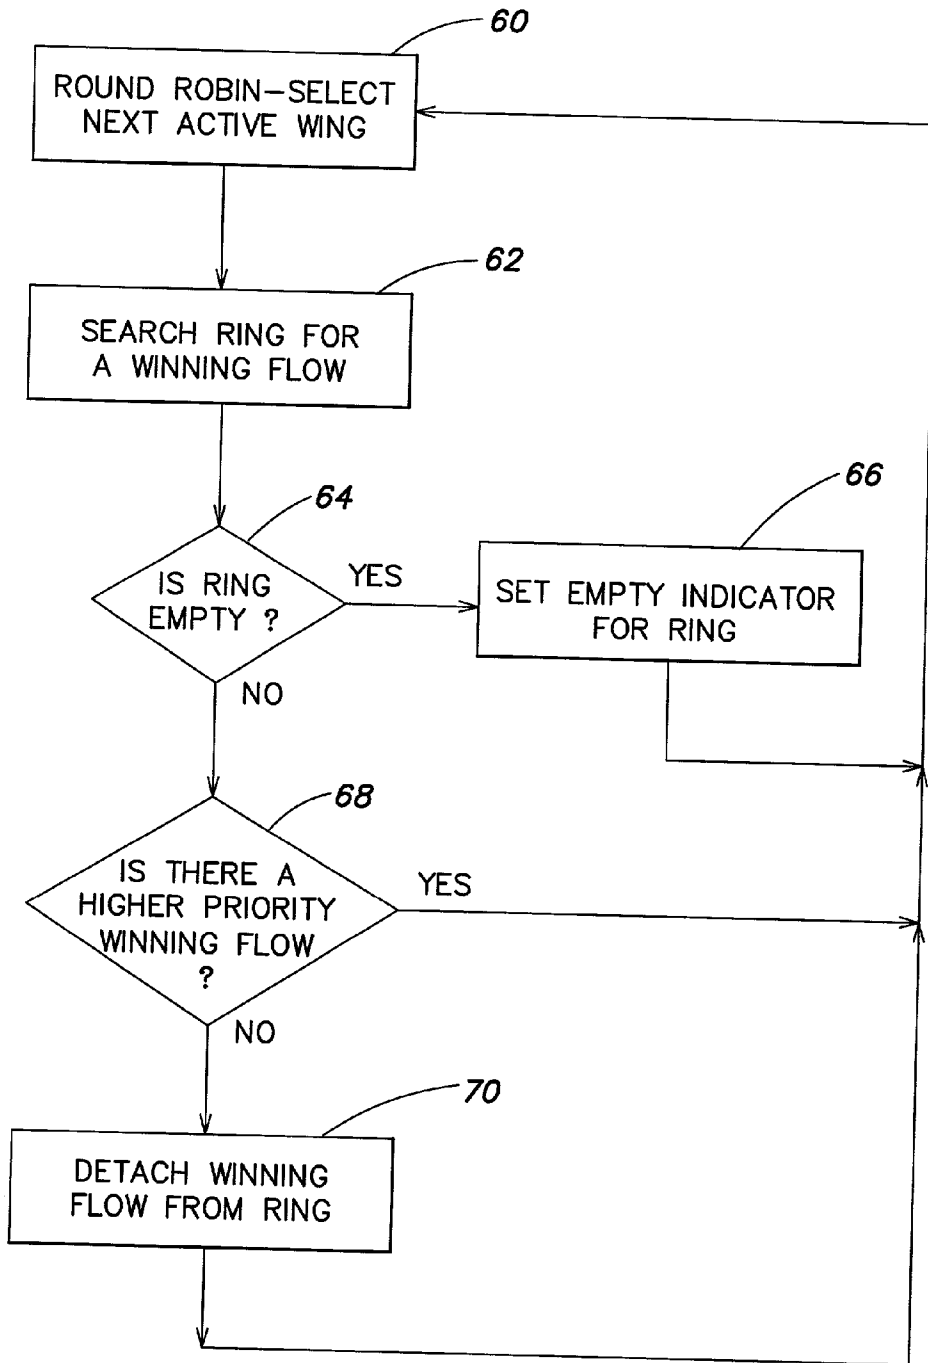 60
ROUND ROBIN-SELECT
NEXT ACTIVE WING
62
SEARCH RING FOR
A WINNING FLOW
64
IS RING
EMPTY ?
YES
66
SET EMPTY INDICATOR
FOR RING
NO
68
IS THERE A
HIGHER PRIORITY
WINNING FLOW
?
YES
NO
70
DETACH WINNING
FLOW FROM RING